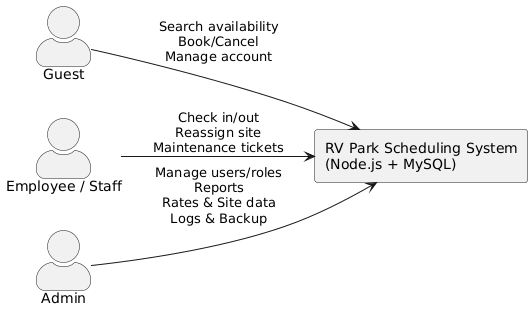 Search availability
Book/Cancel
Manage account
Guest
Check in/out
Reassign site
Maintenance tickets
Employee / Staff
RV Park Scheduling System
(Node.js + MySQL)
Manage users/roles
Reports
Rates & Site data
Logs & Backup
Admin